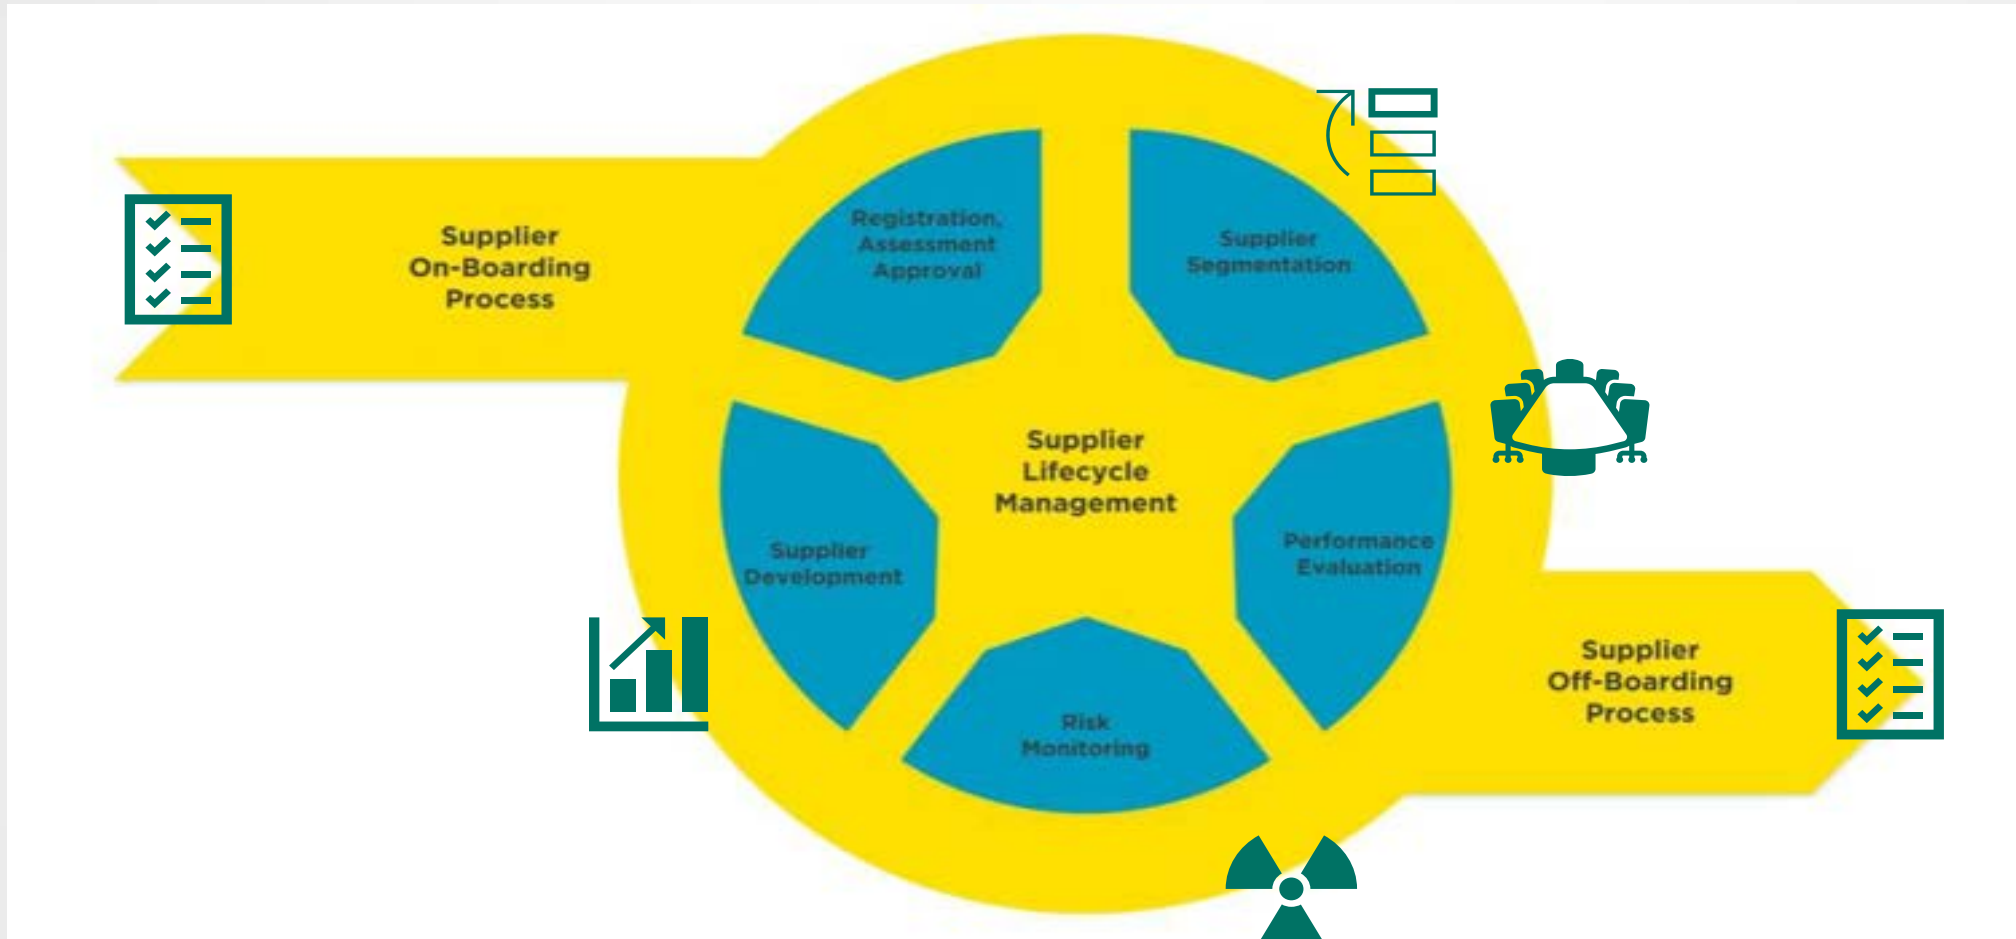 Supplier
On-Boarding
Process
Registration,
Assessment
Approval
Supplier
Segmentation
Supplier
Lifecycle
Management
Supplier
Development
Performance
Evaluation
Risk
Monitoring
Supplier
Off-Boarding
Process